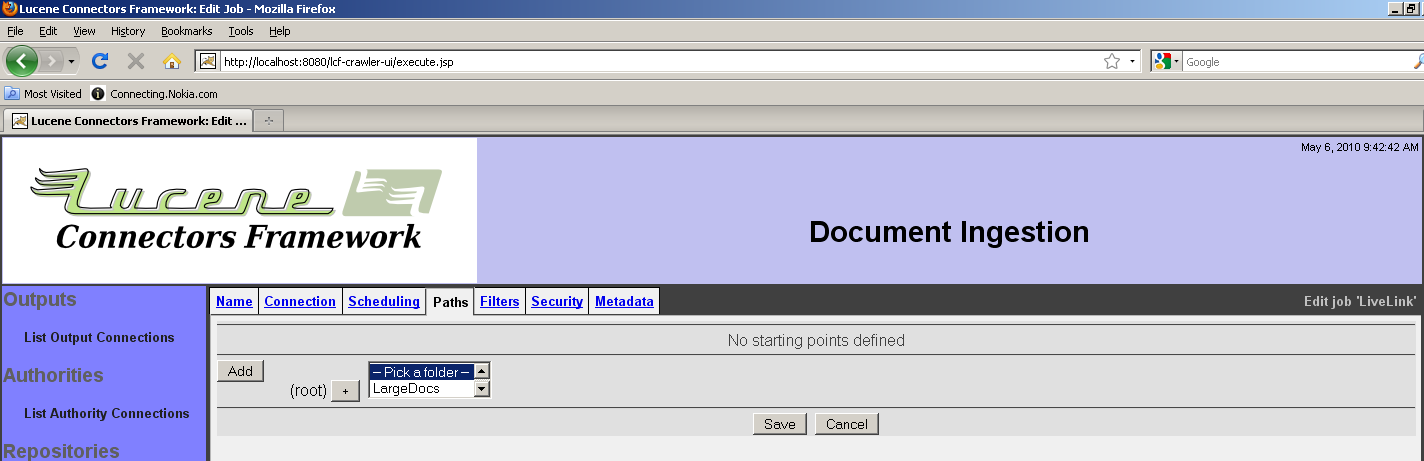 Lucene Connectors Framework: Edit Job - Mozilla Firefox
File Edit View History Bookmarks Tools Help
http://localhost:8080/lcf-crawler-ui/execute.jsp Google
Most Visited Connecting.Nokia.com
Lucene Connectors Framework: Edit ...
May 6, 2010 9:42:42 AM
Lucene
Connectors Framework
Document Ingestion
Outputs
List Output Connections
Authorities
List Authority Connections
Repositories
Name Connection Scheduling Paths Filters Security Metadata Edit job 'LiveLink'
No starting points defined
Add (root) + -- Pick a folder --
LargeDocs
Save Cancel